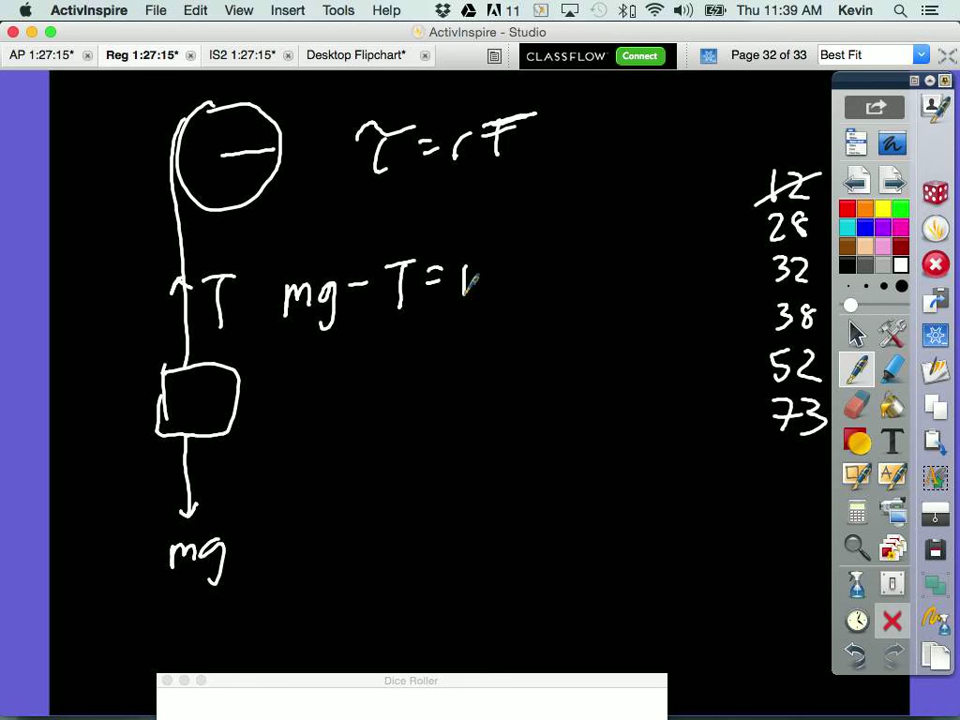 ActivInspire File Edit View Insert Tools 11 Thu 11:39 AM Kevin
ActivInspire - Studio
AP 1:27:15* Reg 1:27:15* IS2 1:27:15* Desktop Flipchart* CLASSFLOW Connect Page 32 of 33 Best Fit
τ = rF
12
28
32
38
52
73
T mg - T =
mg
Dice Roller